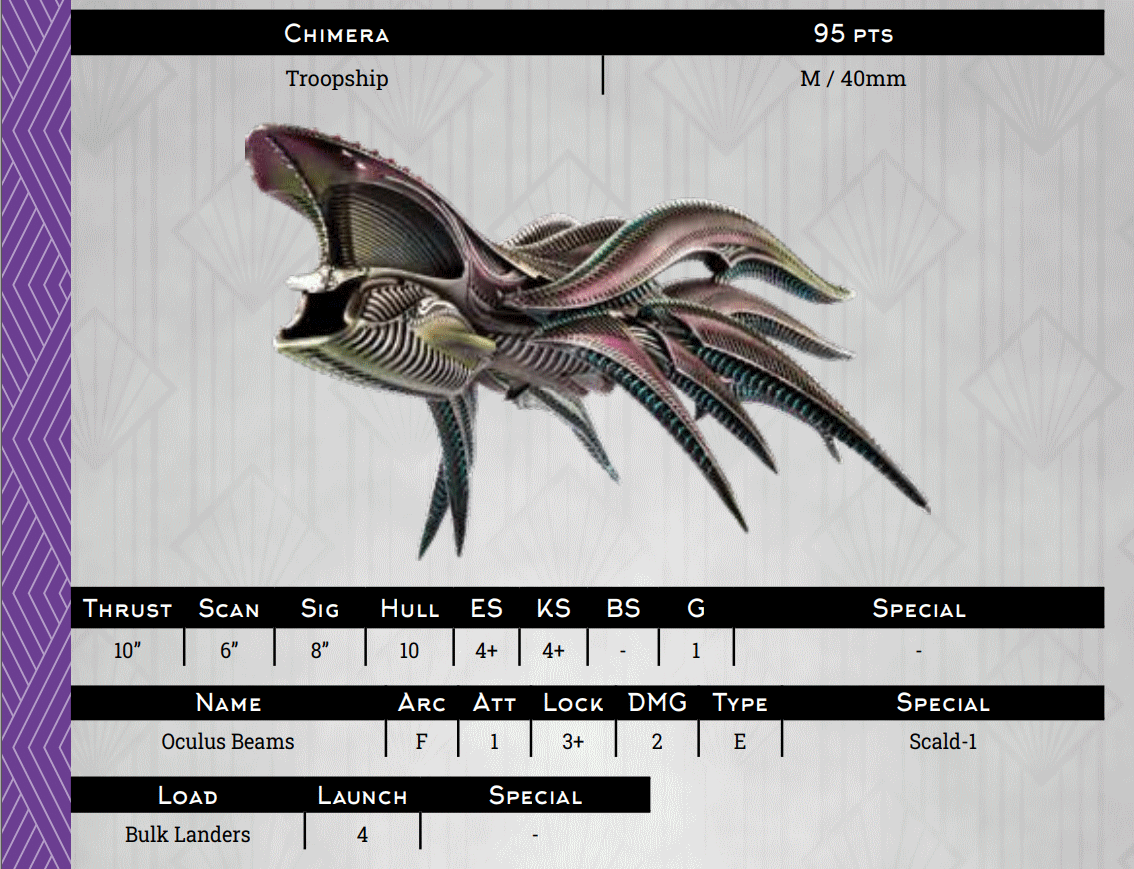 Chimera 95 pts
Troopship M / 40mm
Thrust Scan Sig Hull ES KS BS G Special
10” 6” 8” 10 4+ 4+ - 1 -
Name Arc Att Lock DMG Type Special
Oculus Beams F 1 3+ 2 E Scald-1
Load Launch Special
Bulk Landers 4 -